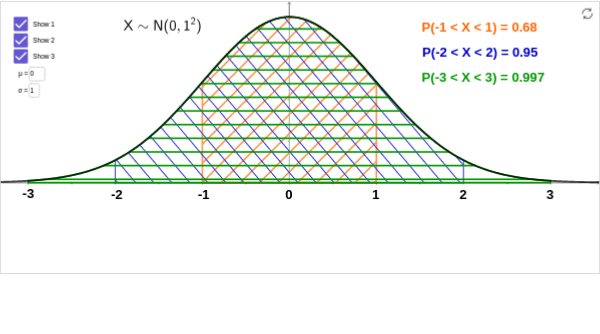 Show 1
Show 2
Show 3
μ = 0
σ = 1
X ∼ N(0, 1²)
P(-1 < X < 1) = 0.68
P(-2 < X < 2) = 0.95
P(-3 < X < 3) = 0.997
-3 -2 -1 0 1 2 3